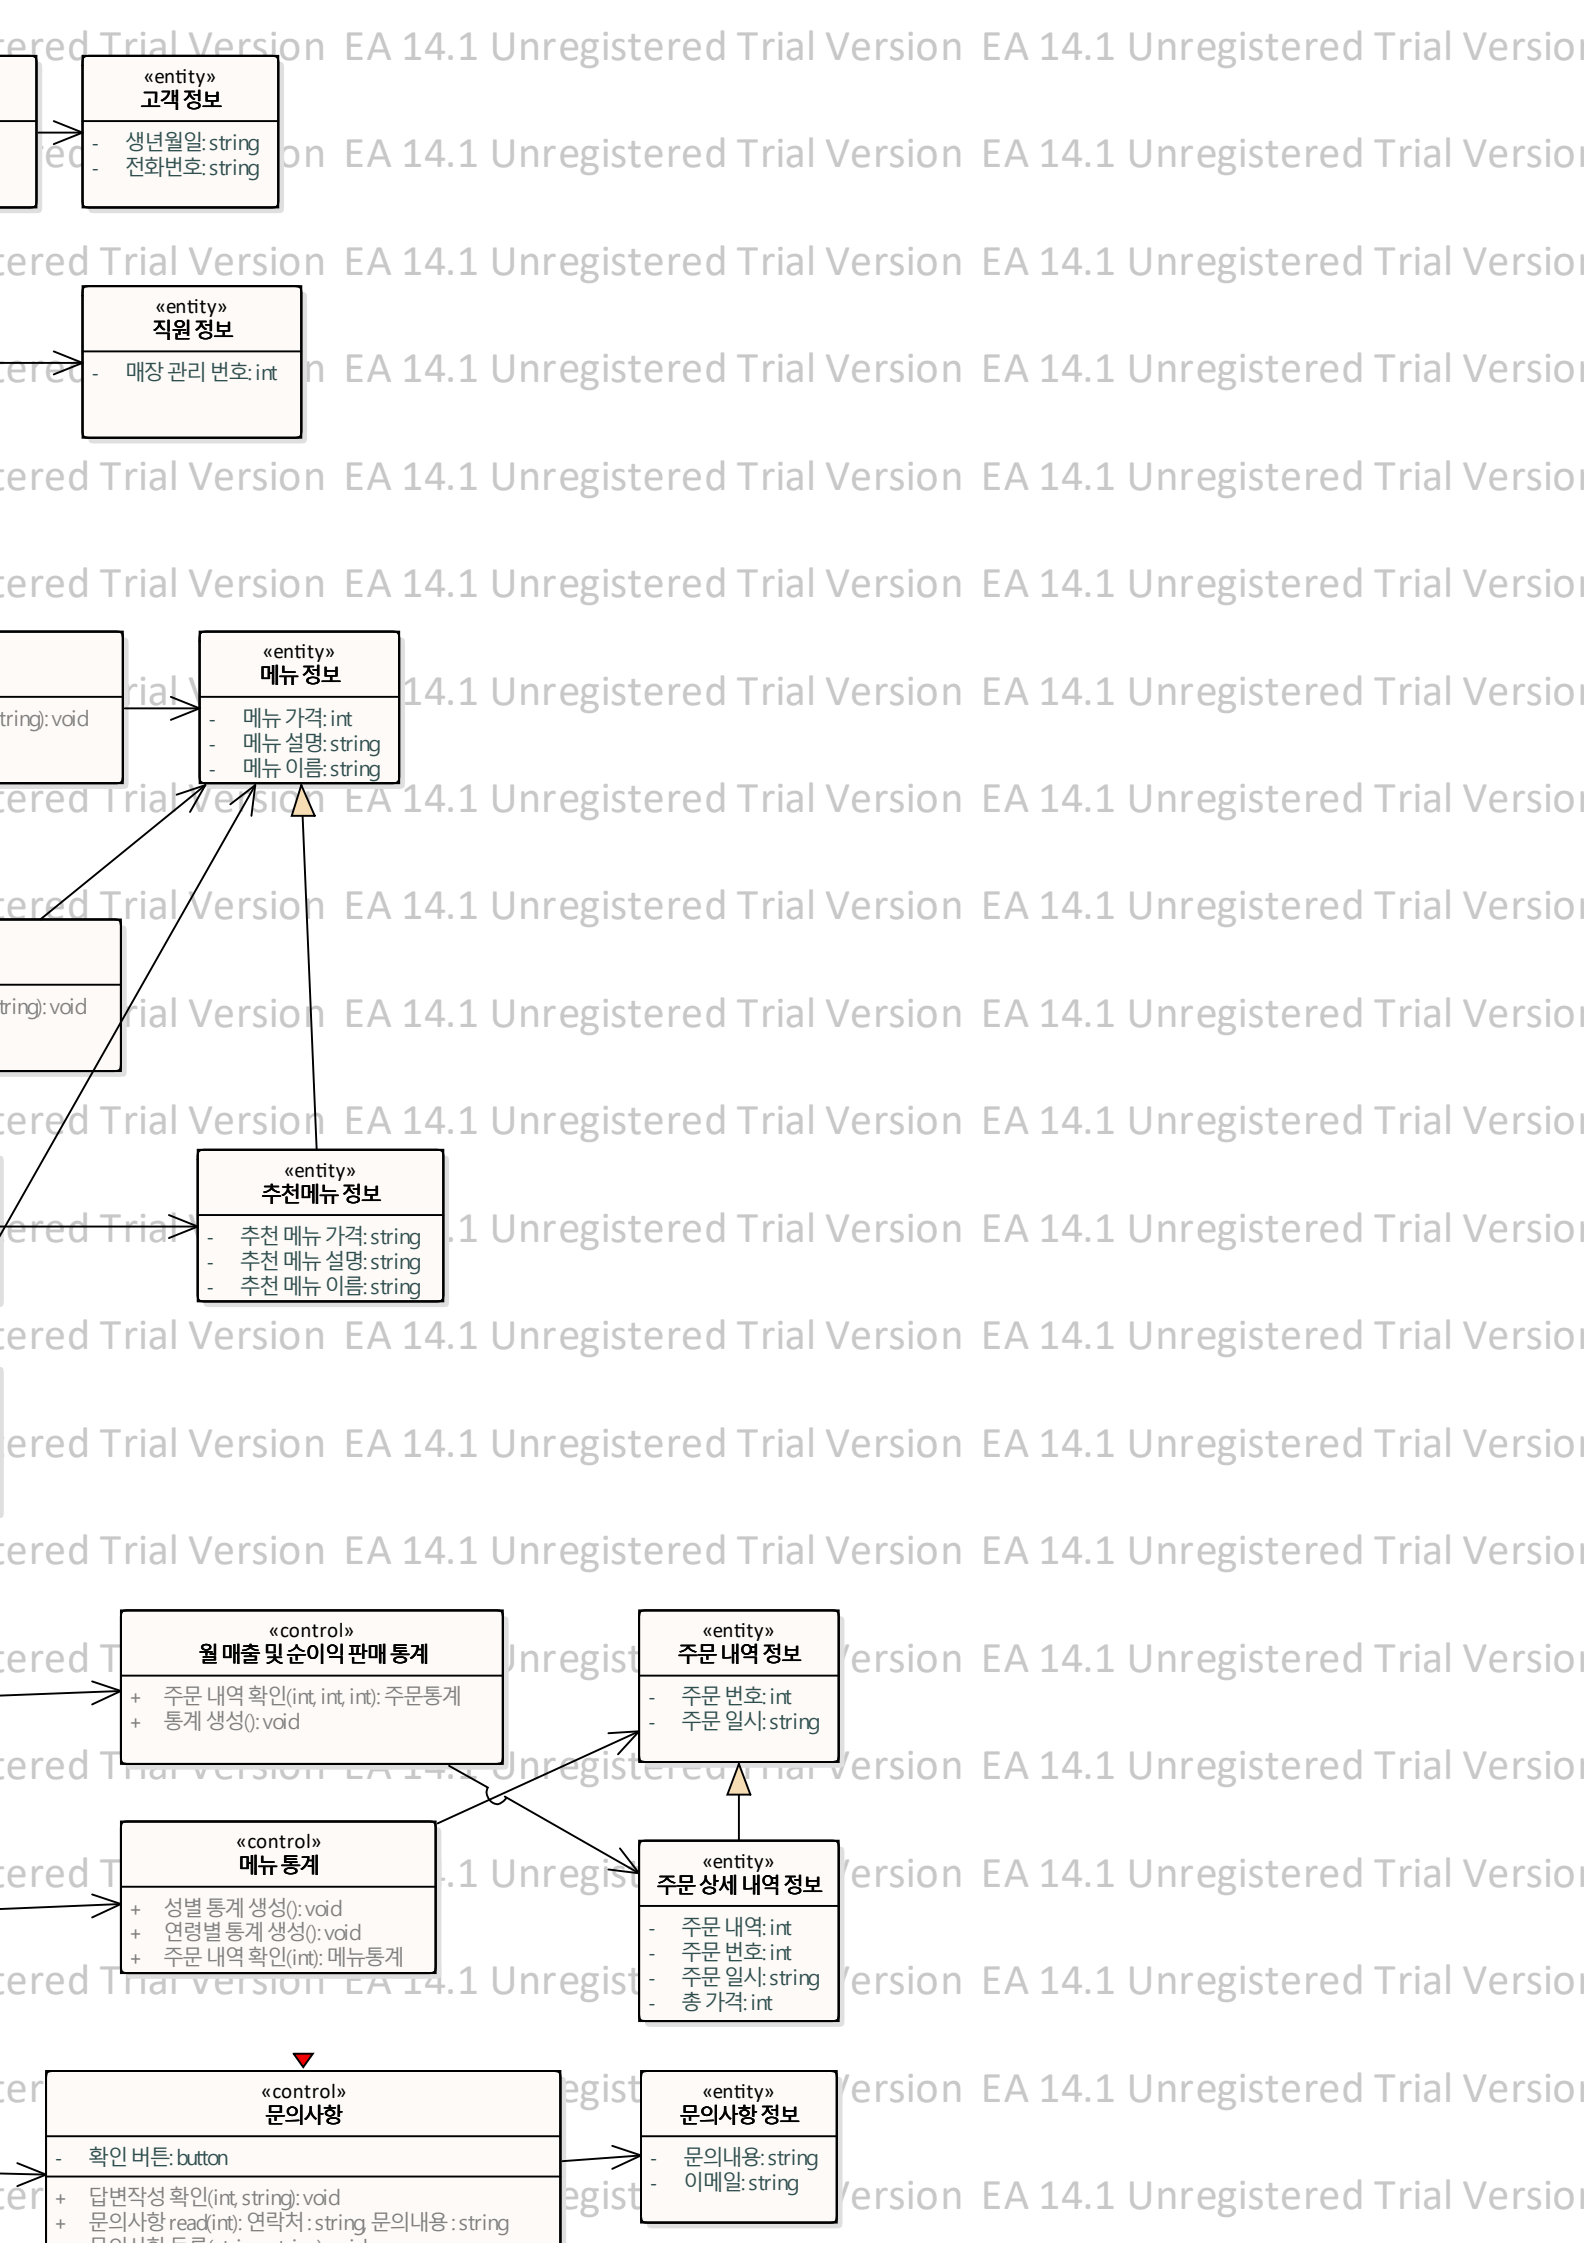 «entity»
고객 정보
- 생년월일: string
- 전화번호: string
«entity»
직원 정보
- 매장 관리 번호: int
«entity»
메뉴 정보
- 메뉴 가격: int
- 메뉴 설명: string
- 메뉴 이름: string
tring): void
tring): void
«entity»
추천메뉴 정보
- 추천 메뉴 가격: string
- 추천 메뉴 설명: string
- 추천 메뉴 이름: string
«control»
월 매출 및 순이익 판매 통계
+ 주문 내역 확인(int, int, int): 주문통계
+ 통계 생성(): void
«entity»
주문 내역 정보
- 주문 번호: int
- 주문 일시: string
«control»
메뉴 통계
+ 성별 통계 생성(): void
+ 연령별 통계 생성(): void
+ 주문 내역 확인(int): 메뉴통계
«entity»
주문 상세 내역 정보
- 주문 내역: int
- 주문 번호: int
- 주문 일시: string
- 총 가격: int
«control»
문의사항
- 확인 버튼: button
+ 답변작성 확인(int, string): void
+ 문의사항 read(int): 연락처 : string, 문의내용 : string
«entity»
문의사항 정보
- 문의내용: string
- 이메일: string
EA 14.1 Unregistered Trial Version